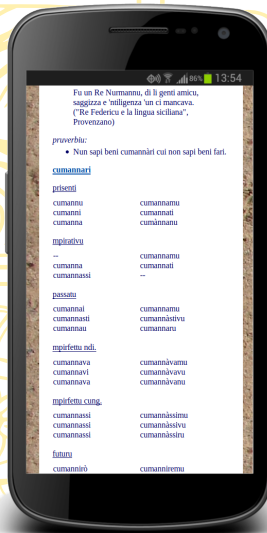 86% 13:54
Fu un Re Nurmannu, di li genti amicu,
saggizza e 'ntiligenza 'un ci mancava.
("Re Federicu e la lingua siciliana",
Provenzano)
pruverbiu:
• Nun sapi beni cumannàri cui non sapi beni fari.
cumannari
prisenti
cumannu cumannamu
cumanni cumannati
cumanna cumànnanu
mpirativu
-- cumannamu
cumanna cumannati
cumannassi --
passatu
cumannai cumannamu
cumannasti cumannàstivu
cumannau cumannaru
mpirfettu ndi.
cumannava cumannàvamu
cumannavi cumannàvavu
cumannava cumannàvanu
mpirfettu cung.
cumannassi cumannàssimu
cumannassi cumannàssivu
cumannassi cumannàssiru
futuru
cumannirò cumanniremu